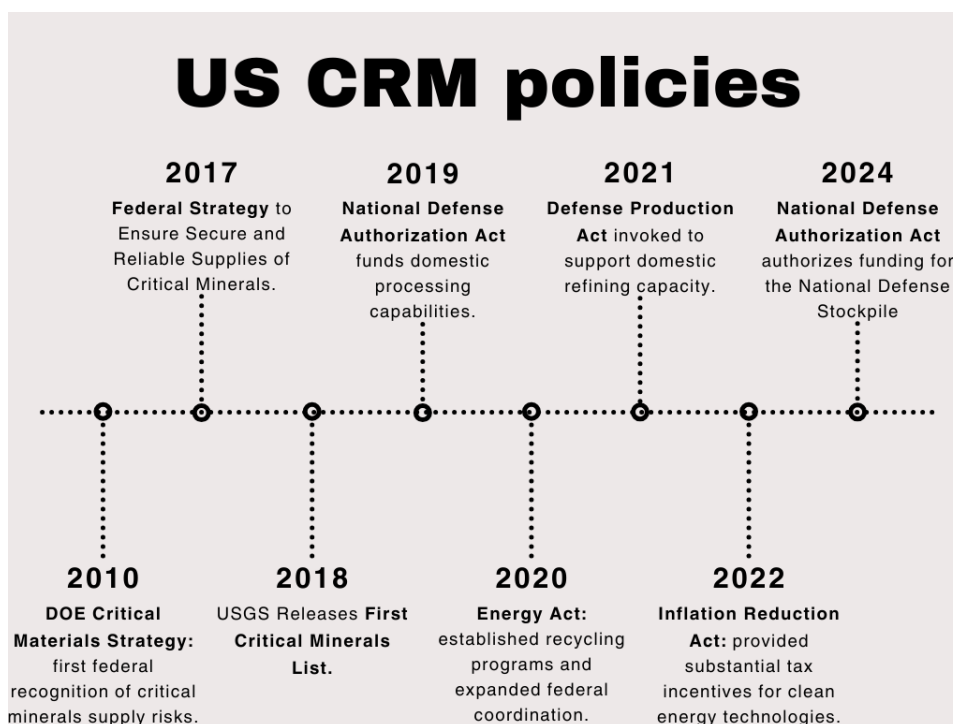 US CRM policies
2017
Federal Strategy to
Ensure Secure and
Reliable Supplies of
Critical Minerals.
2019
National Defense
Authorization Act
funds domestic
processing
capabilities.
2021
Defense Production
Act invoked to
support domestic
refining capacity.
2024
National Defense
Authorization Act
authorizes funding for
the National Defense
Stockpile
2010
DOE Critical
Materials Strategy:
first federal
recognition of critical
minerals supply risks.
2018
USGS Releases First
Critical Minerals
List.
2020
Energy Act:
established recycling
programs and
expanded federal
coordination.
2022
Inflation Reduction
Act: provided
substantial tax
incentives for clean
energy technologies.